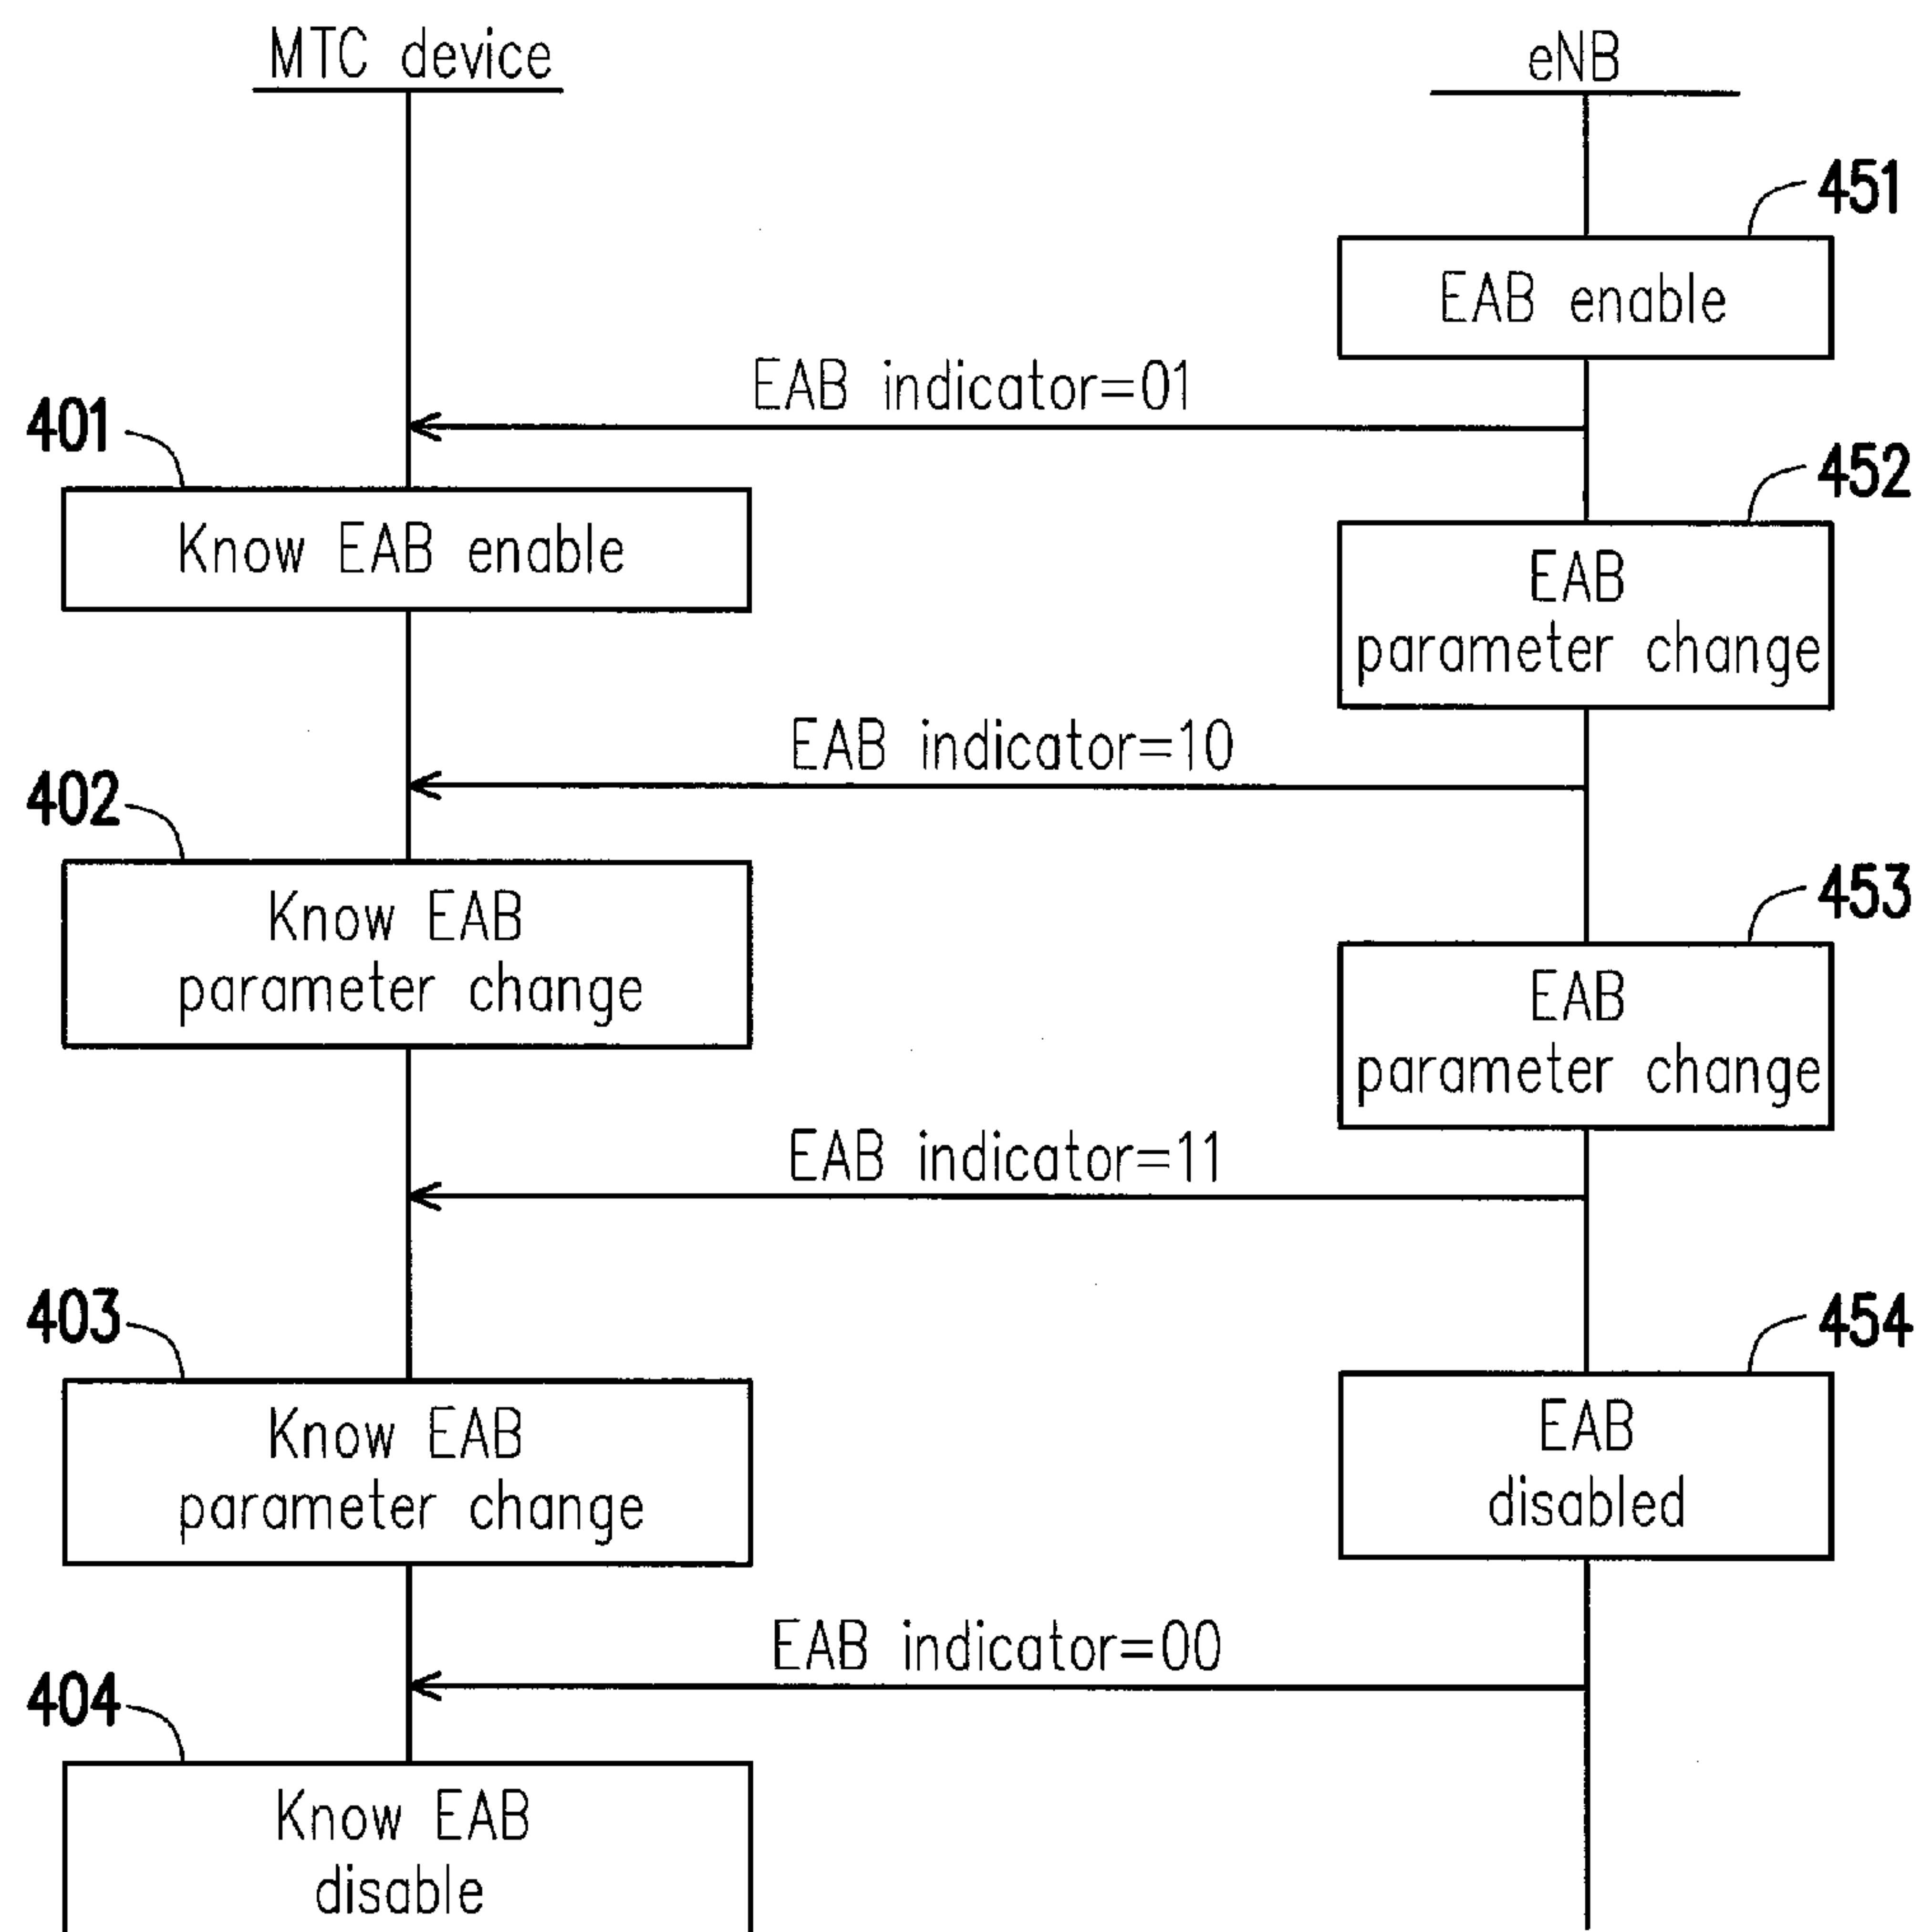 MTC device
eNB
451
EAB enable
EAB indicator=01
401
452
Know EAB enable
EAB
parameter change
EAB indicator=10
402
453
Know EAB
parameter change
EAB
parameter change
EAB indicator=11
403
454
Know EAB
parameter change
EAB
disabled
EAB indicator=00
404
Know EAB
disable